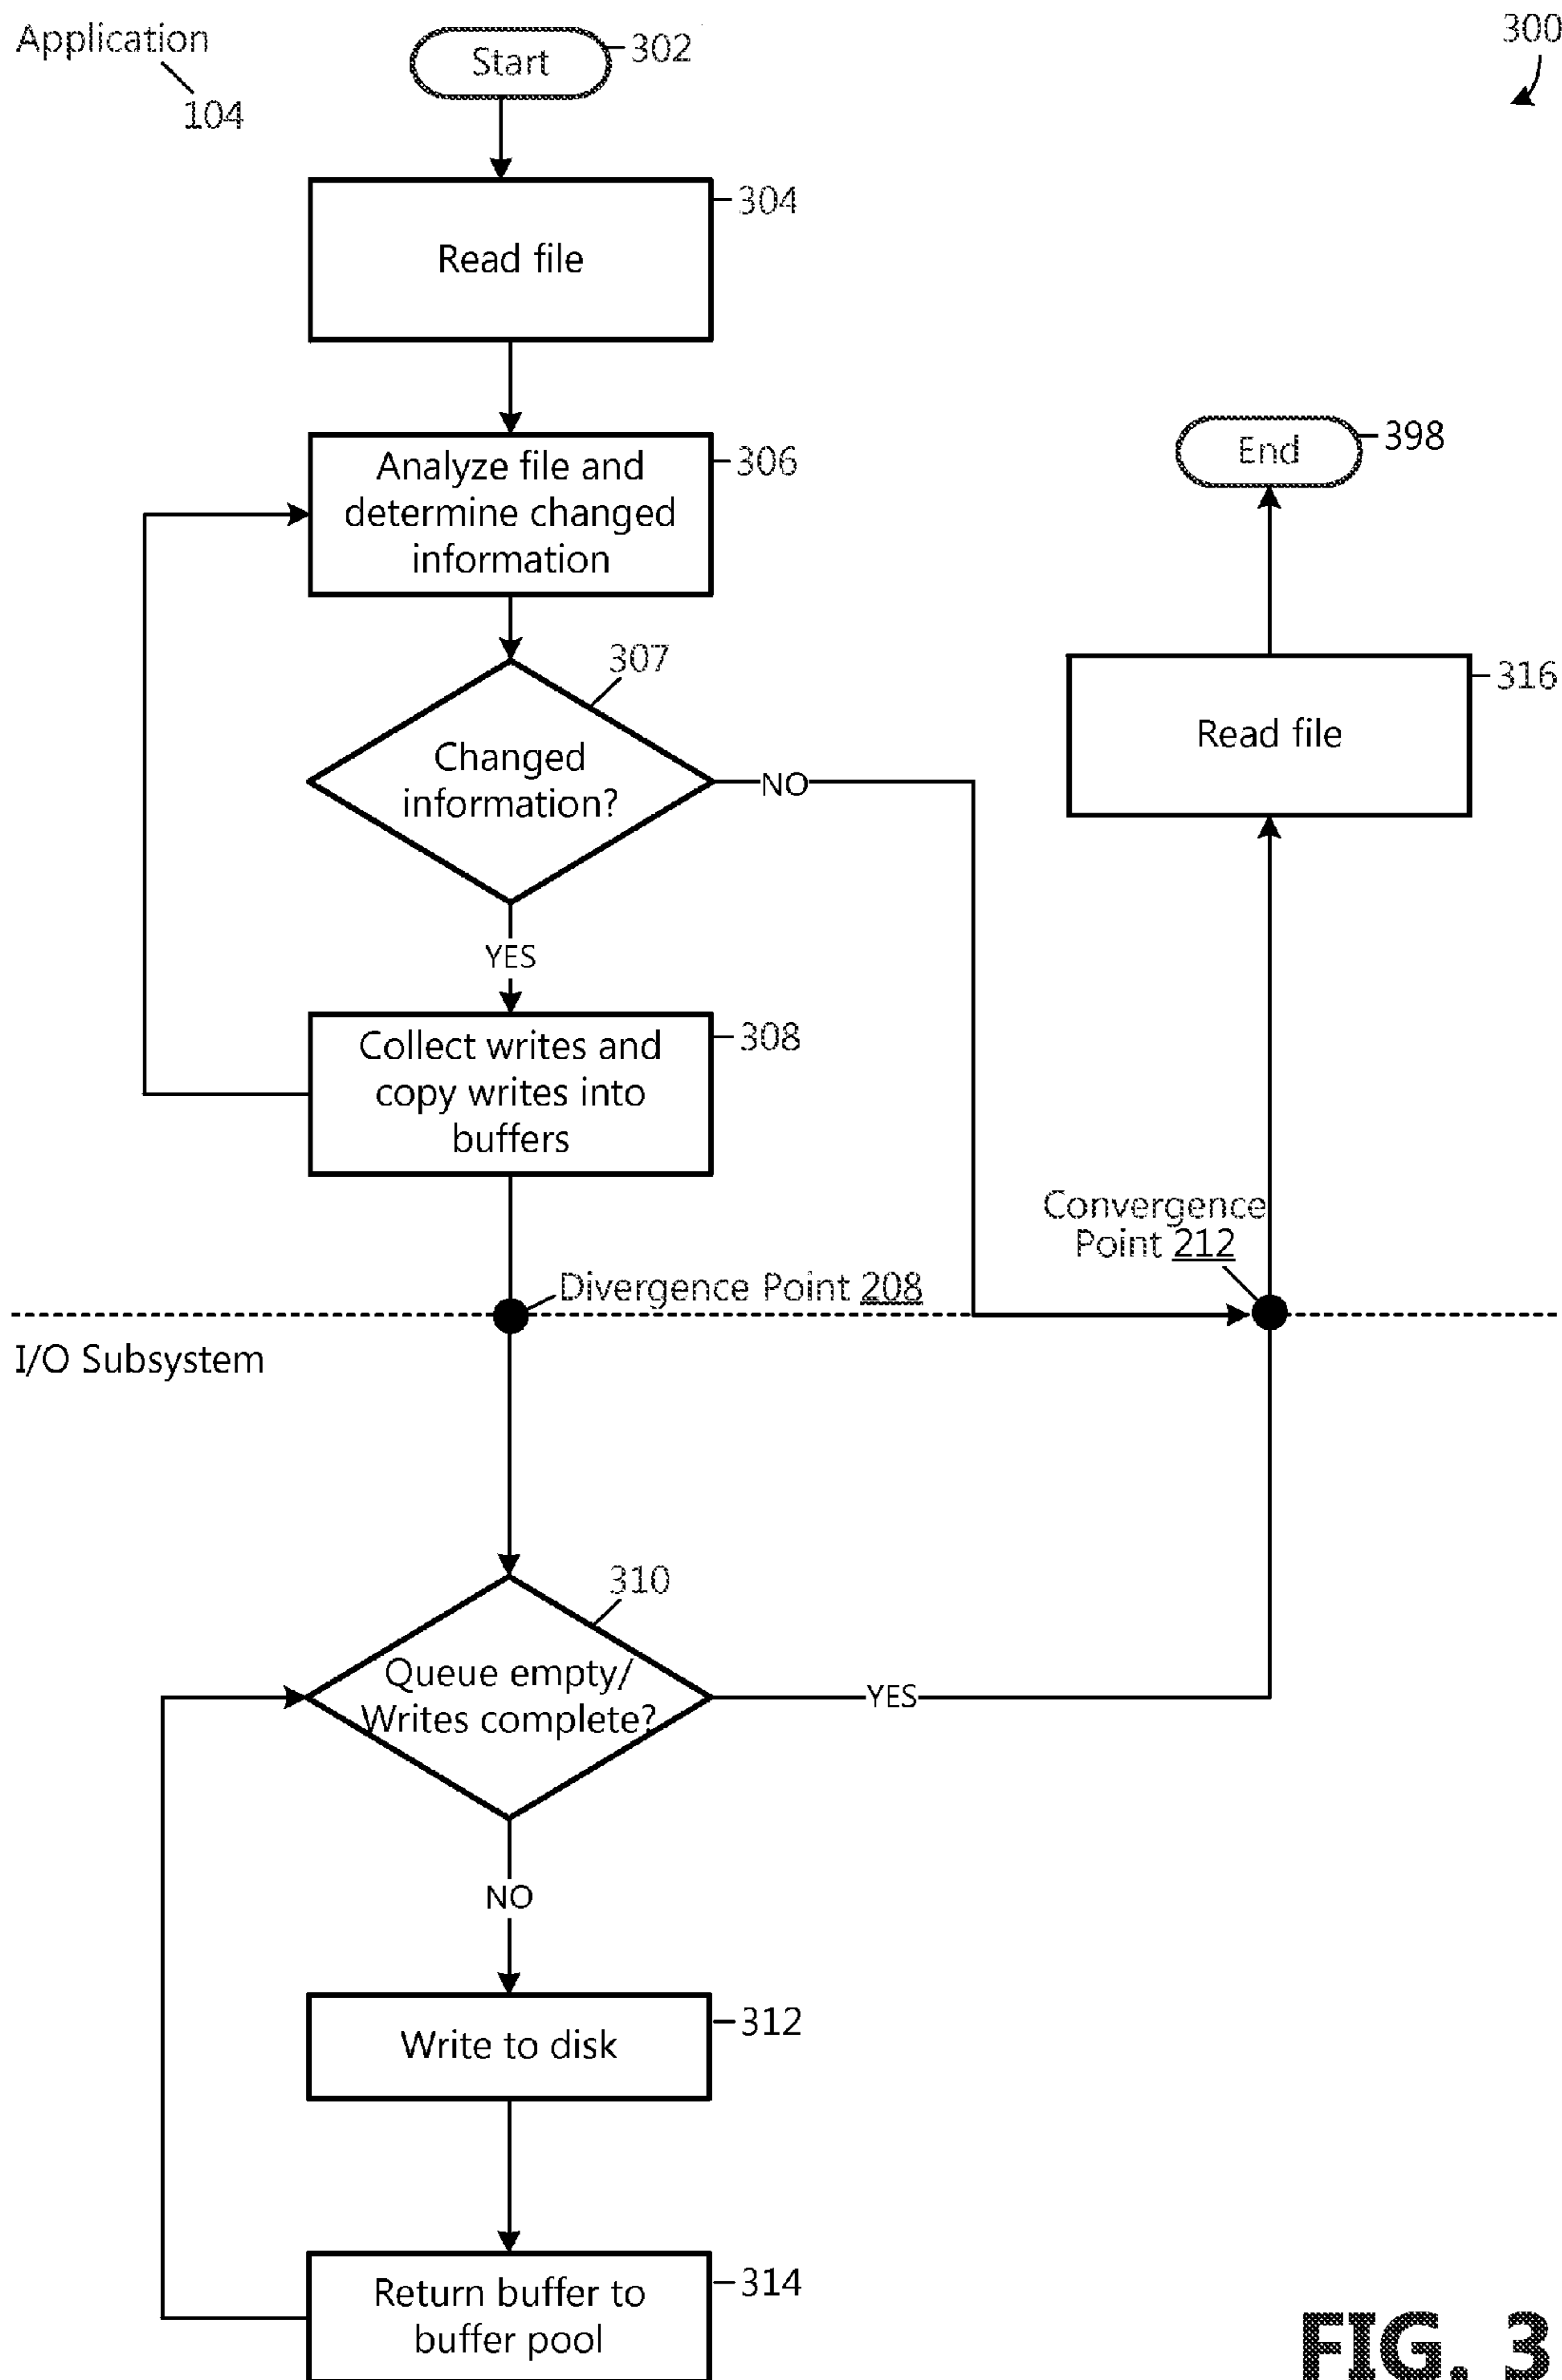 Application
104
Start
302
300
Read file
304
Analyze file and
determine changed
information
306
End
398
307
Changed
information?
NO
Read file
316
YES
Collect writes and
copy writes into
buffers
308
Convergence
Point 212
Divergence Point 208
I/O Subsystem
310
Queue empty/
Writes complete?
YES
NO
Write to disk
312
Return buffer to
buffer pool
314
FIG. 3